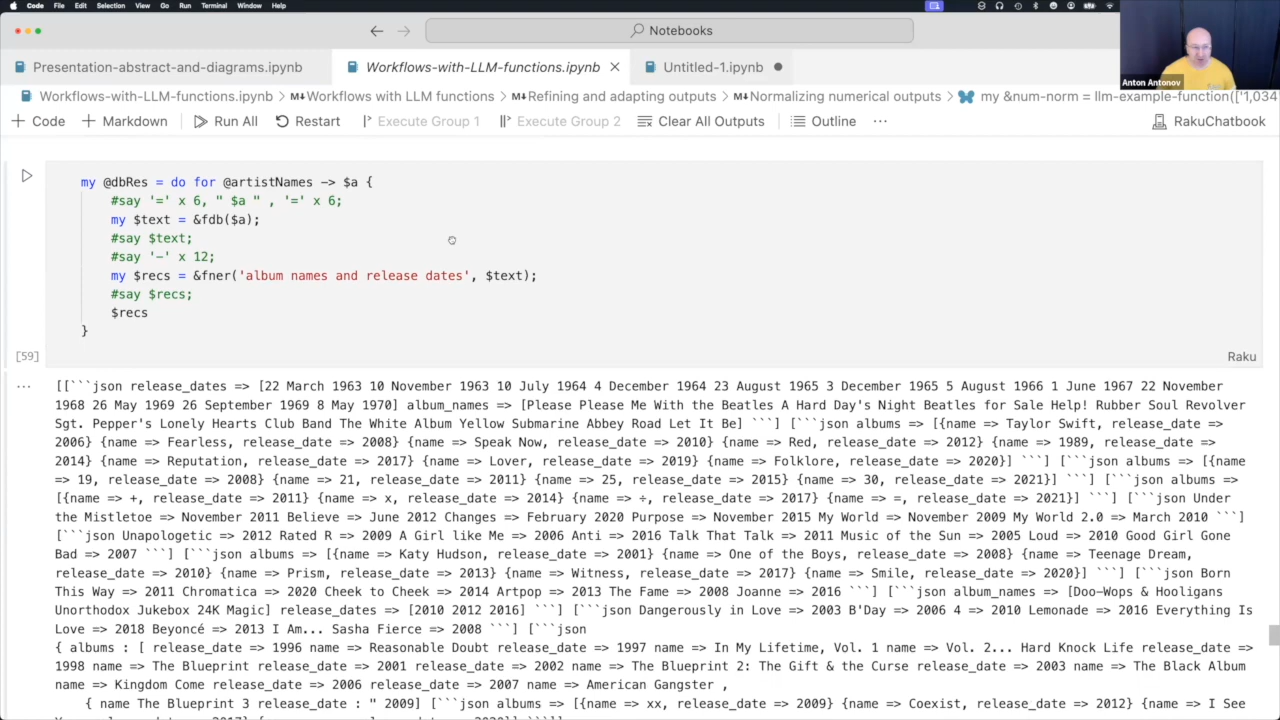 Code File Edit Selection View Go Run Terminal Window Help
Notebooks
Presentation-abstract-and-diagrams.ipynb Workflows-with-LLM-functions.ipynb Untitled-1.ipynb
Anton Antonov
Workflows-with-LLM-functions.ipynb > M↓Workflows with LLM functions > M↓Refining and adapting outputs > M↓Normalizing numerical outputs > my &num-norm = llm-example-function(['1,034
Code Markdown Run All Restart Execute Group 1 Execute Group 2 Clear All Outputs Outline ... RakuChatbook
my @dbRes = do for @artistNames -> $a {
#say '=' x 6, " $a " , '=' x 6;
my $text = &fdb($a);
#say $text;
#say '-' x 12;
my $recs = &fner('album names and release dates', $text);
#say $recs;
$recs
}
[59] Raku
... [[```json release_dates => [22 March 1963 10 November 1963 10 July 1964 4 December 1964 23 August 1965 3 December 1965 5 August 1966 1 June 1967 22 November
1968 26 May 1969 26 September 1969 8 May 1970] album_names => [Please Please Me With the Beatles A Hard Day's Night Beatles for Sale Help! Rubber Soul Revolver
Sgt. Pepper's Lonely Hearts Club Band The White Album Yellow Submarine Abbey Road Let It Be] ```] [```json albums => [{name => Taylor Swift, release_date =>
2006} {name => Fearless, release_date => 2008} {name => Speak Now, release_date => 2010} {name => Red, release_date => 2012} {name => 1989, release_date =>
2014} {name => Reputation, release_date => 2017} {name => Lover, release_date => 2019} {name => Folklore, release_date => 2020}] ```] [```json albums => [{name
=> 19, release_date => 2008} {name => 21, release_date => 2011} {name => 25, release_date => 2015} {name => 30, release_date => 2021}] ```] [```json albums =>
[{name => +, release_date => 2011} {name => x, release_date => 2014} {name => ÷, release_date => 2017} {name => =, release_date => 2021}] ```] [```json Under
the Mistletoe => November 2011 Believe => June 2012 Changes => February 2020 Purpose => November 2015 My World => November 2009 My World 2.0 => March 2010 ```]
[```json Unapologetic => 2012 Rated R => 2009 A Girl like Me => 2006 Anti => 2016 Talk That Talk => 2011 Music of the Sun => 2005 Loud => 2010 Good Girl Gone
Bad => 2007 ```] [```json albums => [{name => Katy Hudson, release_date => 2001} {name => One of the Boys, release_date => 2008} {name => Teenage Dream,
release_date => 2010} {name => Prism, release_date => 2013} {name => Witness, release_date => 2017} {name => Smile, release_date => 2020}] ```] [```json Born
This Way => 2011 Chromatica => 2020 Cheek to Cheek => 2014 Artpop => 2013 The Fame => 2008 Joanne => 2016 ```] [```json album_names => [Doo-Wops & Hooligans
Unorthodox Jukebox 24K Magic] release_dates => [2010 2012 2016] ```] [```json Dangerously in Love => 2003 B'Day => 2006 4 => 2010 Lemonade => 2016 Everything Is
Love => 2018 Beyoncé => 2013 I Am... Sasha Fierce => 2008 ```] [```json
{ albums : [ release_date => 1996 name => Reasonable Doubt release_date => 1997 name => In My Lifetime, Vol. 1 name => Vol. 2... Hard Knock Life release_date =>
1998 name => The Blueprint release_date => 2001 release_date => 2002 name => The Blueprint 2: The Gift & the Curse release_date => 2003 name => The Black Album
name => Kingdom Come release_date => 2006 release_date => 2007 name => American Gangster ,
{ name The Blueprint 3 release_date : " 2009] [```json albums => [{name => xx, release_date => 2009} {name => Coexist, release_date => 2012} {name => I See